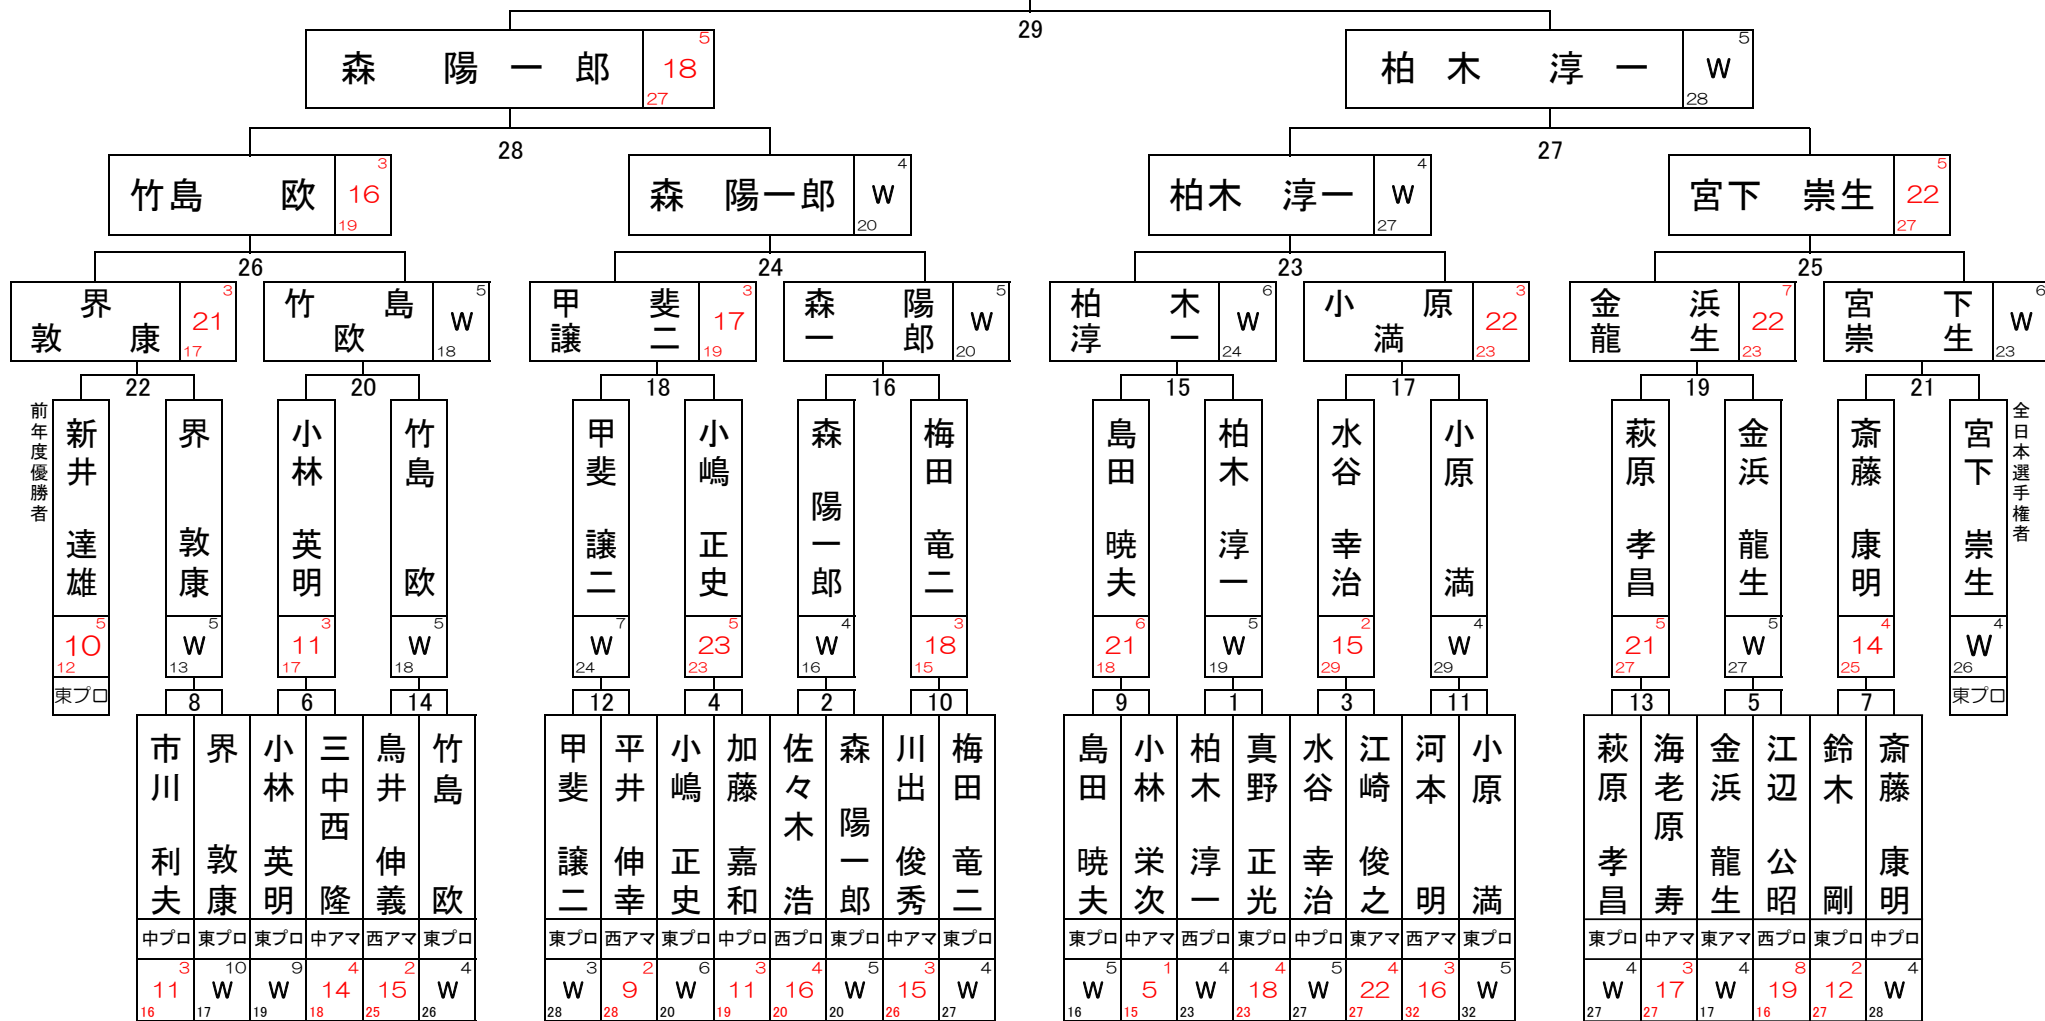 29
森 陽 一 郎 18 5 27
柏 木 淳 一 W 5 28
28
27
竹島 欧 16 3 19
森 陽一郎 W 4 20
柏木 淳一 W 4 27
宮下 崇生 22 5 27
26
24
23
25
界 敦康 21 3 17
竹島 欧 W 5 18
甲斐 譲二 17 3 19
森 陽一郎 W 5 20
柏木 淳一 W 6 24
小原 満 22 3 23
金浜 龍生 22 7 23
宮下 崇生 W 6 23
22
20
18
16
15
17
19
21
前年度優勝者
新井 達雄 10 5 12 東プロ
界 敦康 W 5 13
小林 英明 11 3 17
竹島 欧 W 5 18
甲斐 譲二 W 7 24
小嶋 正史 23 5 23
森 陽一郎 W 4 16
梅田 竜二 18 3 15
島田 暁夫 21 6 18
柏木 淳一 W 5 19
水谷 幸治 15 2 29
小原 満 W 4 29
萩原 孝昌 21 5 27
金浜 龍生 W 5 27
斎藤 康明 14 4 25
宮下 崇生 W 4 26 東プロ
全日本選手権者
8
6
14
12
4
2
10
9
1
3
11
13
5
7
市川 利夫 中プロ 11 3 16
界 敦康 東プロ W 10 17
小林 英明 東プロ W 9 19
三中西 隆 中アマ 14 4 18
鳥井 伸義 西アマ 15 2 25
竹島 欧 東プロ W 4 26
甲斐 譲二 東プロ W 3 28
平井 伸幸 西アマ 9 2 28
小嶋 正史 東プロ W 6 20
加藤 嘉和 中プロ 11 3 19
佐々木 浩 西プロ 16 4 20
森 陽一郎 東プロ W 5 20
川出 俊秀 中アマ 15 3 26
梅田 竜二 東プロ W 4 27
島田 暁夫 東プロ W 5 16
小林 栄次 中アマ 5 1 15
柏木 淳一 西プロ W 4 23
真野 正光 東プロ 18 4 23
水谷 幸治 中プロ W 5 27
江崎 俊之 東アマ 22 4 27
河本 明 西アマ 16 3 32
小原 満 東プロ W 5 32
萩原 孝昌 東プロ W 4 27
海老原 寿 中アマ 17 3 27
金浜 龍生 東アマ W 4 17
江辺 公昭 西プロ 19 8 16
鈴木 剛 東プロ 12 2 27
斎藤 康明 中プロ W 4 28